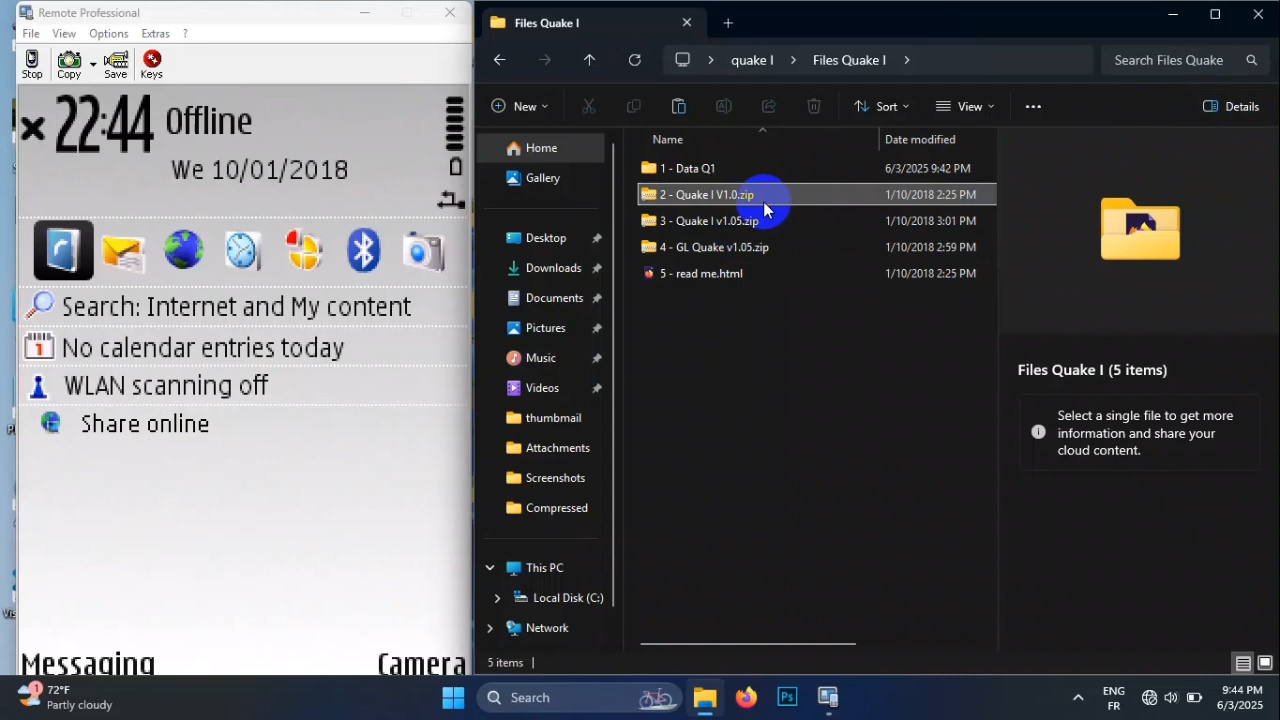 Remote Professional
File View Options Extras ?
Stop Copy Save Keys
22:44 Offline
We 10/01/2018
Search: Internet and My content
1 No calendar entries today
WLAN scanning off
Share online
Messaging Camera
Files Quake I
quake I Files Quake I
Search Files Quake I
New Sort View Details
Home
Gallery
Desktop
Downloads
Documents
Pictures
Music
Videos
thumbnail
Attachments
Screenshots
Compressed
This PC
Local Disk (C:)
Network
Name Date modified
1 - Data Q1 6/3/2025 9:42 PM
2 - Quake I V1.0.zip 1/10/2018 2:25 PM
3 - Quake I v1.05.zip 1/10/2018 3:01 PM
4 - GL Quake v1.05.zip 1/10/2018 2:59 PM
5 - read me.html 1/10/2018 2:25 PM
Files Quake I (5 items)
Select a single file to get more
information and share your
cloud content.
5 items
1
72°F
Partly cloudy
Search
Ps
ENG
FR
9:44 PM
6/3/2025